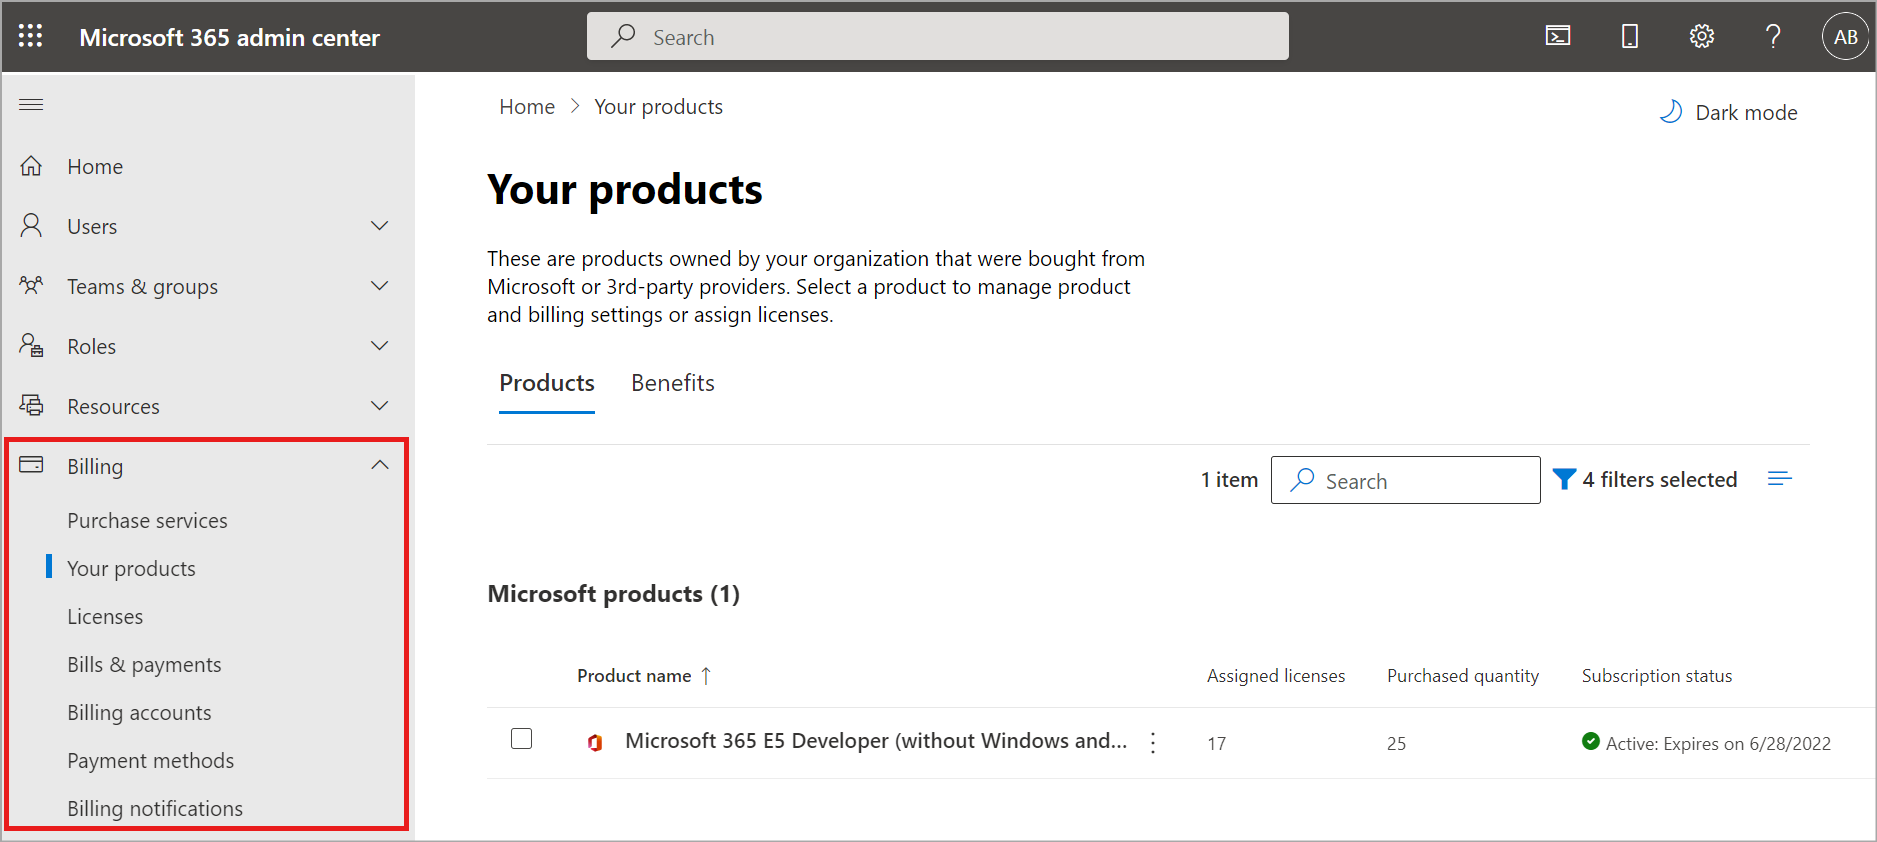 Microsoft 365 admin center
Search
AB
Home
Users
Teams & groups
Roles
Resources
Billing
Purchase services
Your products
Licenses
Bills & payments
Billing accounts
Payment methods
Billing notifications
Home > Your products
Dark mode
Your products
These are products owned by your organization that were bought from
Microsoft or 3rd-party providers. Select a product to manage product
and billing settings or assign licenses.
Products Benefits
1 item Search 4 filters selected
Microsoft products (1)
Product name ↑ Assigned licenses Purchased quantity Subscription status
Microsoft 365 E5 Developer (without Windows and... 17 25 Active: Expires on 6/28/2022